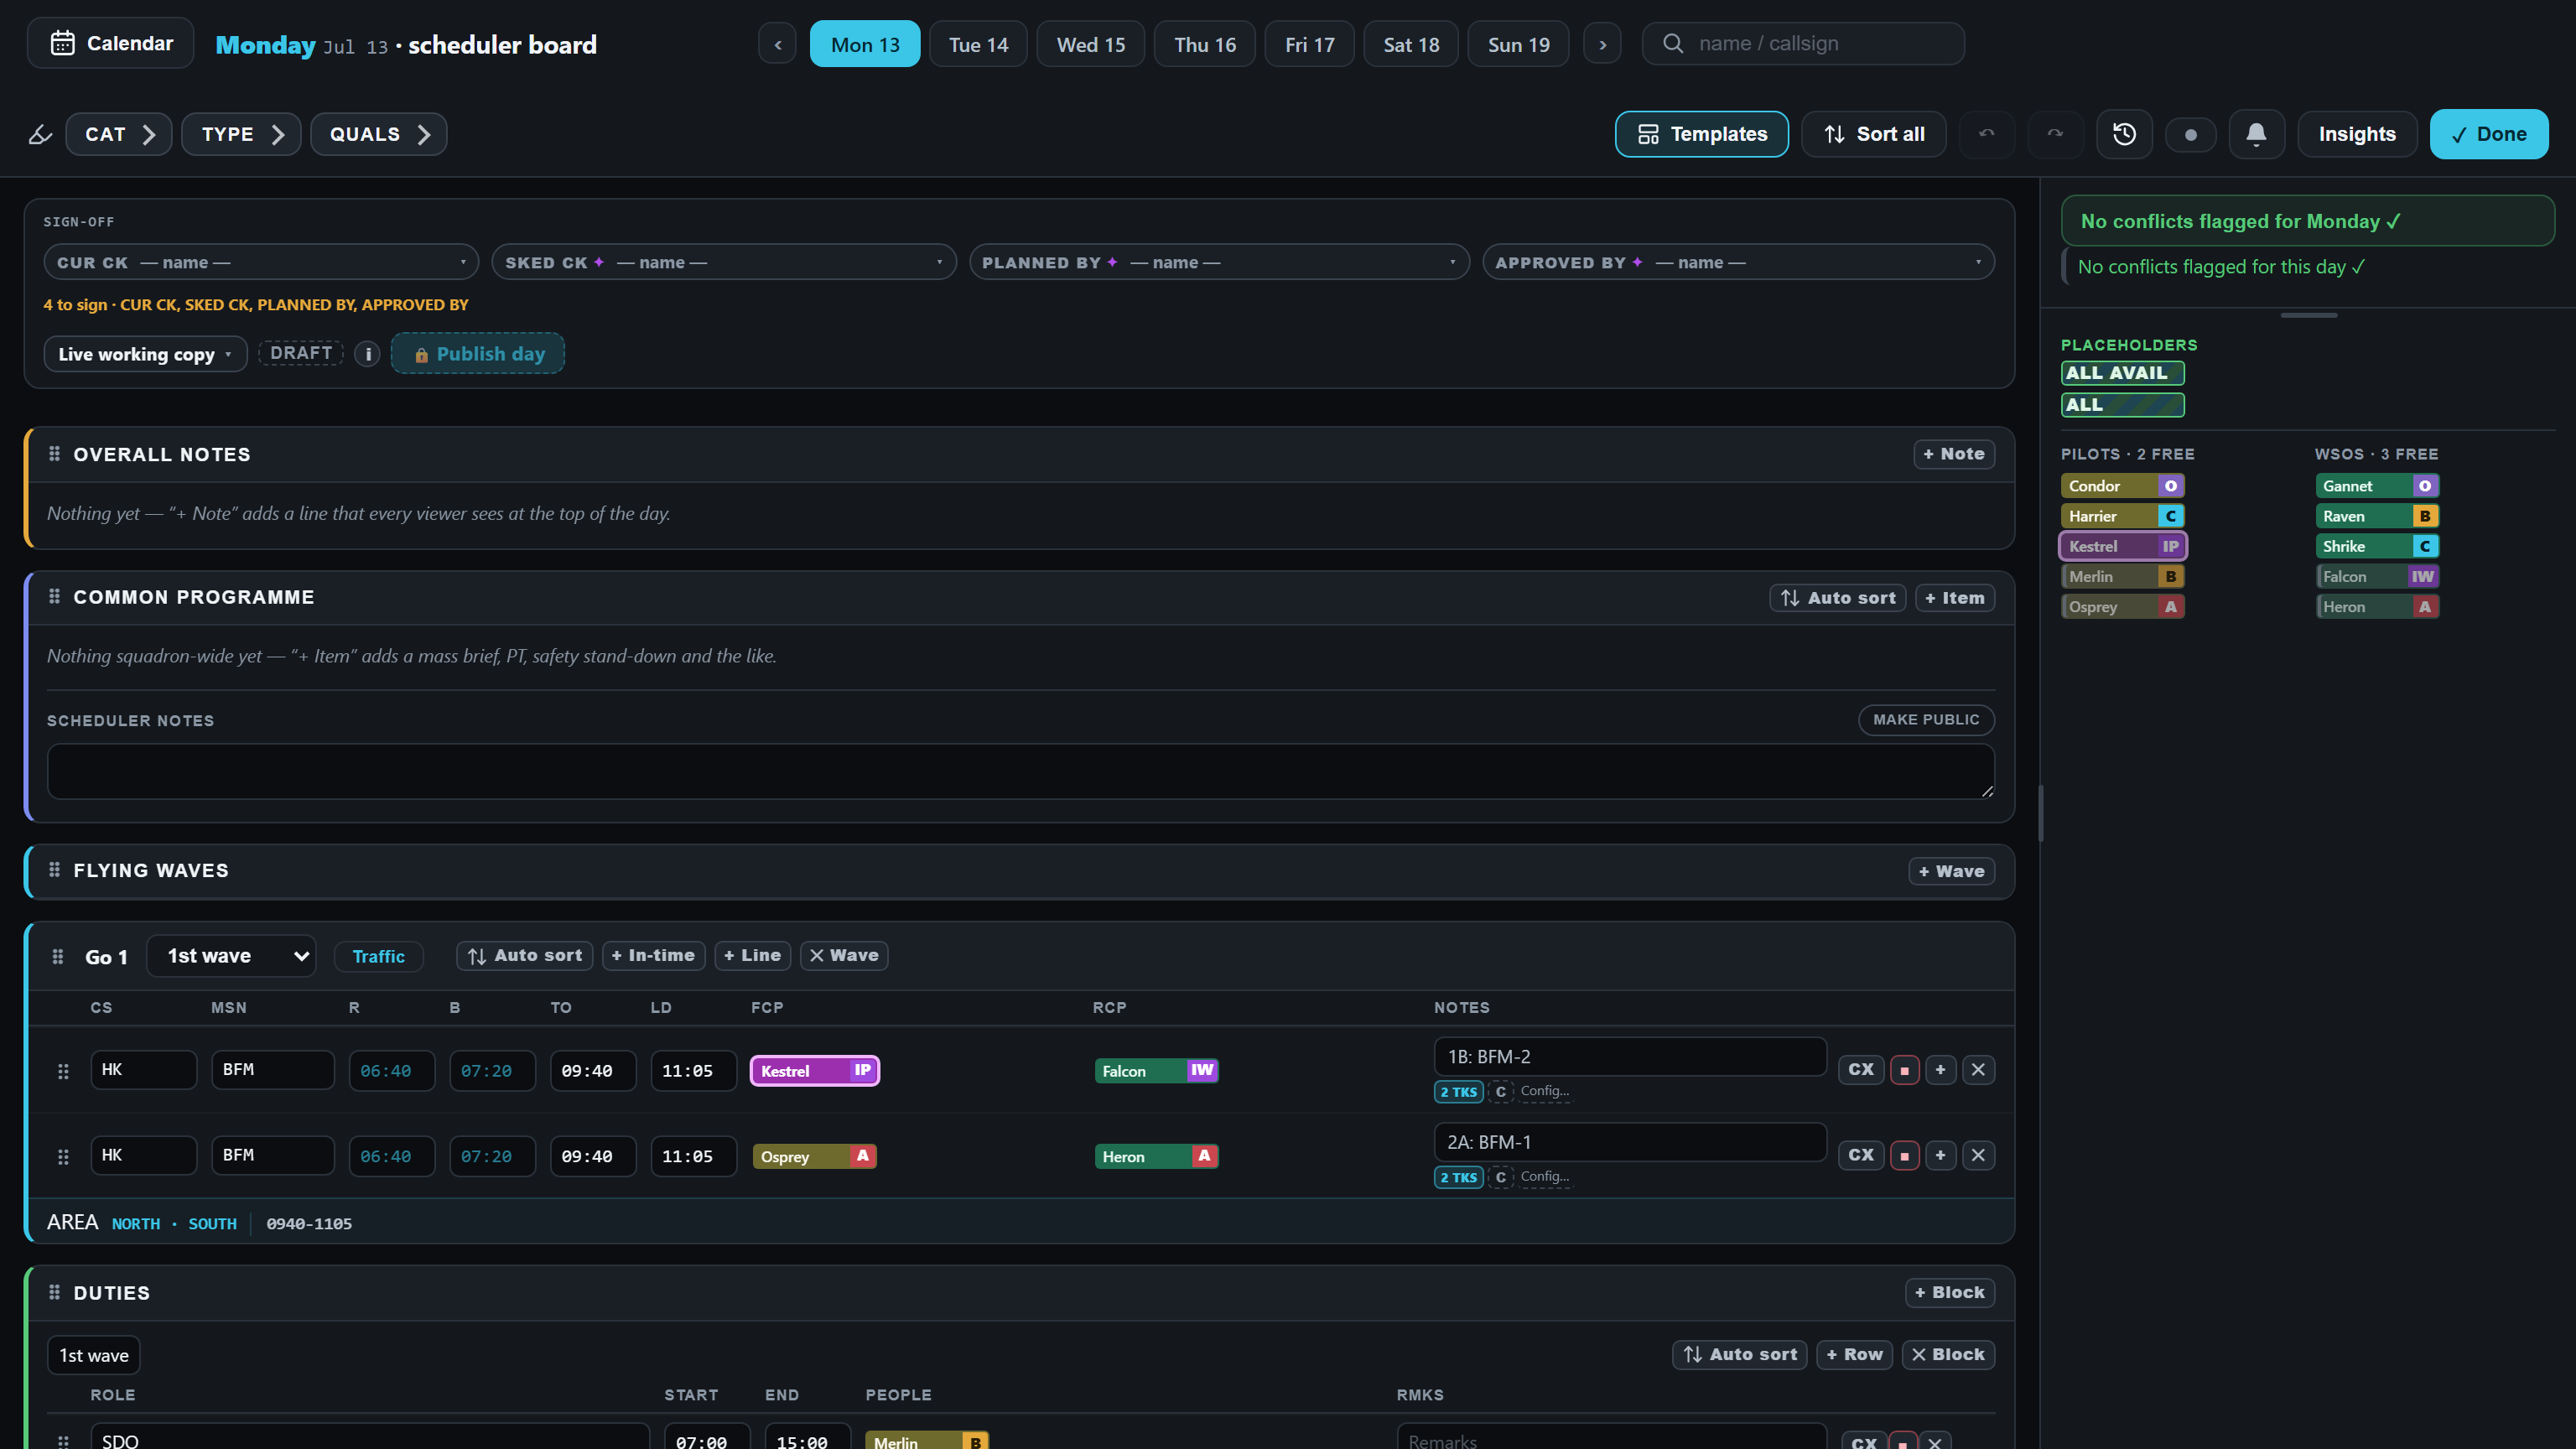 Calendar Monday Jul 13 · scheduler board ‹ Mon 13 Tue 14 Wed 15 Thu 16 Fri 17 Sat 18 Sun 19 › name / callsign
CAT TYPE QUALS Templates Sort all Insights ✓ Done
SIGN-OFF
CUR CK — name — SKED CK ✦ — name — PLANNED BY ✦ — name — APPROVED BY ✦ — name —
4 to sign · CUR CK, SKED CK, PLANNED BY, APPROVED BY
Live working copy DRAFT i Publish day
OVERALL NOTES + Note
Nothing yet — “+ Note” adds a line that every viewer sees at the top of the day.
COMMON PROGRAMME Auto sort + Item
Nothing squadron-wide yet — “+ Item” adds a mass brief, PT, safety stand-down and the like.
SCHEDULER NOTES MAKE PUBLIC
FLYING WAVES + Wave
Go 1 1st wave Traffic Auto sort + In-time + Line ✕ Wave
CS MSN R B TO LD FCP RCP NOTES
HK BFM 06:40 07:20 09:40 11:05 Kestrel IP Falcon IW 1B: BFM-2 CX + ✕
2 TKS C Config...
HK BFM 06:40 07:20 09:40 11:05 Osprey A Heron A 2A: BFM-1 CX + ✕
2 TKS C Config...
AREA NORTH · SOUTH 0940-1105
DUTIES + Block
1st wave Auto sort + Row ✕ Block
ROLE START END PEOPLE RMKS
SDO 07:00 15:00 Merlin B Remarks CX ✕
No conflicts flagged for Monday ✓
No conflicts flagged for this day ✓
PLACEHOLDERS
ALL AVAIL
ALL
PILOTS · 2 FREE WSOS · 3 FREE
Condor O Gannet O
Harrier C Raven B
Kestrel IP Shrike C
Merlin B Falcon IW
Osprey A Heron A